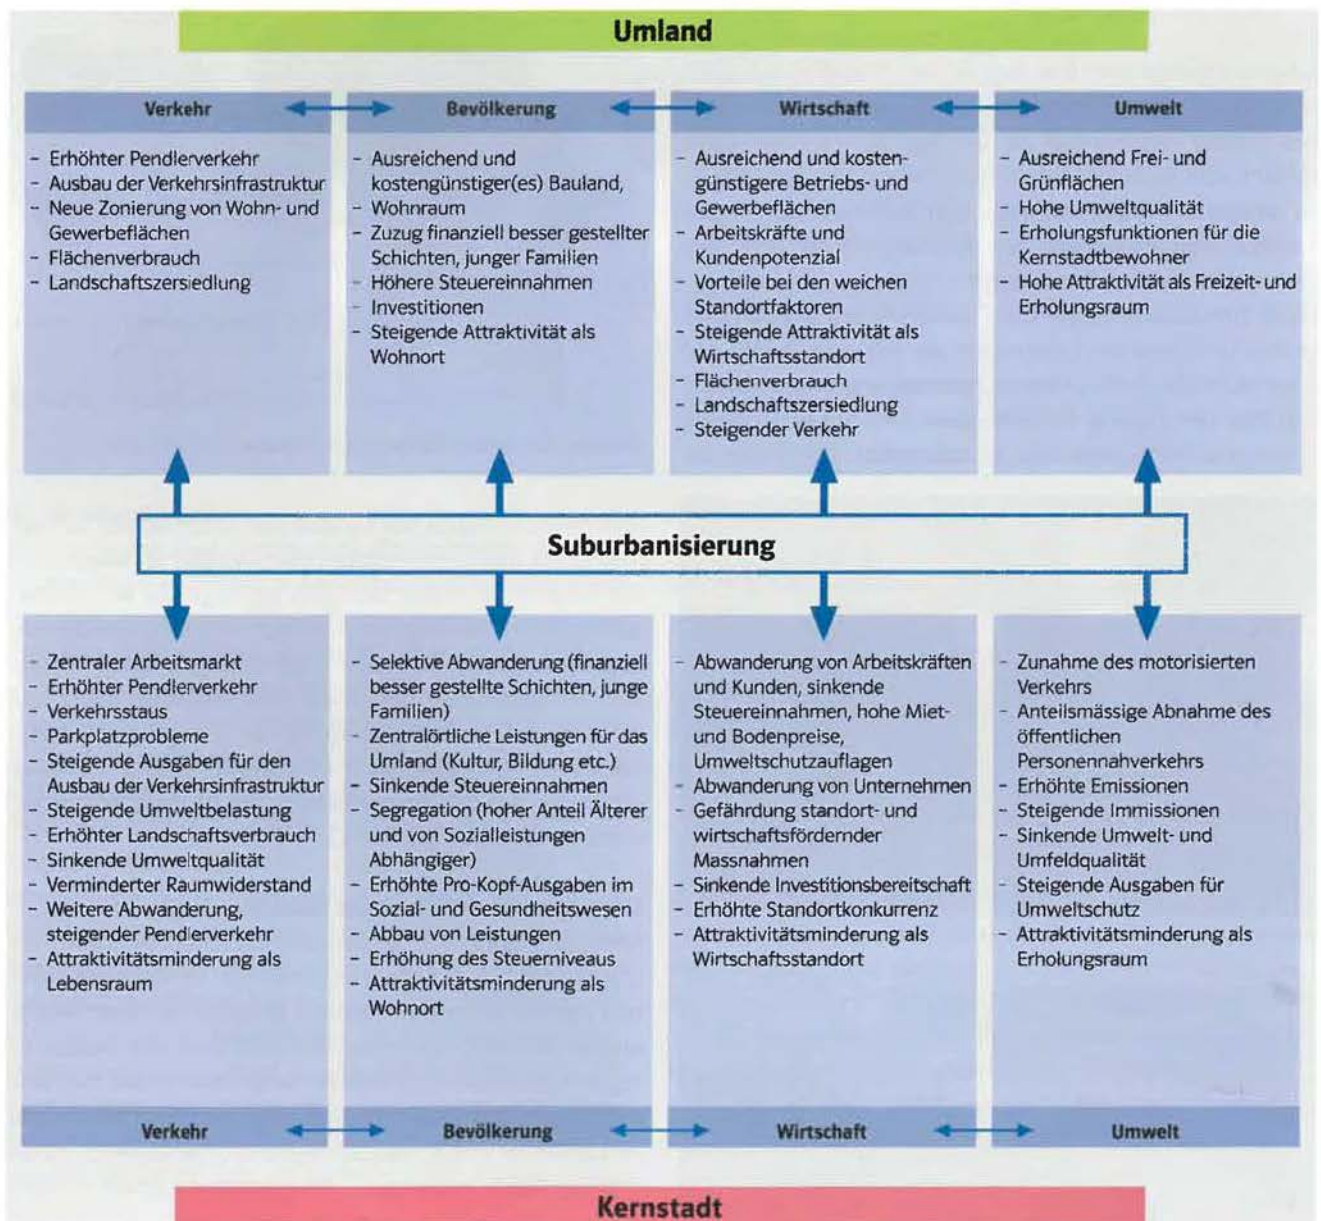 Umland
Verkehr
Bevölkerung
Wirtschaft
Umwelt
- Erhöhter Pendlerverkehr
- Ausbau der Verkehrsinfrastruktur
- Neue Zonierung von Wohn- und
Gewerbeflächen
- Flächenverbrauch
- Landschaftszersiedlung
- Ausreichend und
kostengünstiger(es) Bauland,
- Wohnraum
- Zuzug finanziell besser gestellter
Schichten, junger Familien
- Höhere Steuereinnahmen
- Investitionen
- Steigende Attraktivität als
Wohnort
- Ausreichend und kosten-
günstigere Betriebs- und
Gewerbeflächen
- Arbeitskräfte und
Kundenpotenzial
- Vorteile bei den weichen
Standortfaktoren
- Steigende Attraktivität als
Wirtschaftsstandort
- Flächenverbrauch
- Landschaftszersiedlung
- Steigender Verkehr
- Ausreichend Frei- und
Grünflächen
- Hohe Umweltqualität
- Erholungsfunktionen für die
Kernstadtbewohner
- Hohe Attraktivität als Freizeit- und
Erholungsraum
Suburbanisierung
- Zentraler Arbeitsmarkt
- Erhöhter Pendlerverkehr
- Verkehrsstaus
- Parkplatzprobleme
- Steigende Ausgaben für den
Ausbau der Verkehrsinfrastruktur
- Steigende Umweltbelastung
- Erhöhter Landschaftsverbrauch
- Sinkende Umweltqualität
- Verminderter Raumwiderstand
- Weitere Abwanderung,
steigender Pendlerverkehr
- Attraktivitätsminderung als
Lebensraum
- Selektive Abwanderung (finanziell
besser gestellte Schichten, junge
Familien)
- Zentralörtliche Leistungen für das
Umland (Kultur, Bildung etc.)
- Sinkende Steuereinnahmen
- Segregation (hoher Anteil Älterer
und von Sozialleistungen
Abhängiger)
- Erhöhte Pro-Kopf-Ausgaben im
Sozial- und Gesundheitswesen
- Abbau von Leistungen
- Erhöhung des Steuerniveaus
- Attraktivitätsminderung als
Wohnort
- Abwanderung von Arbeitskräften
und Kunden, sinkende
Steuereinnahmen, hohe Miet-
und Bodenpreise,
Umweltschutzauflagen
- Abwanderung von Unternehmen
- Gefährdung standort- und
wirtschaftsfördernder
Massnahmen
- Sinkende Investitionsbereitschaft
- Erhöhte Standortkonkurrenz
- Attraktivitätsminderung als
Wirtschaftsstandort
- Zunahme des motorisierten
Verkehrs
- Anteilsmässige Abnahme des
öffentlichen
Personennahverkehrs
- Erhöhte Emissionen
- Steigende Immissionen
- Sinkende Umwelt- und
Umfeldqualität
- Steigende Ausgaben für
Umweltschutz
- Attraktivitätsminderung als
Erholungsraum
Verkehr
Bevölkerung
Wirtschaft
Umwelt
Kernstadt